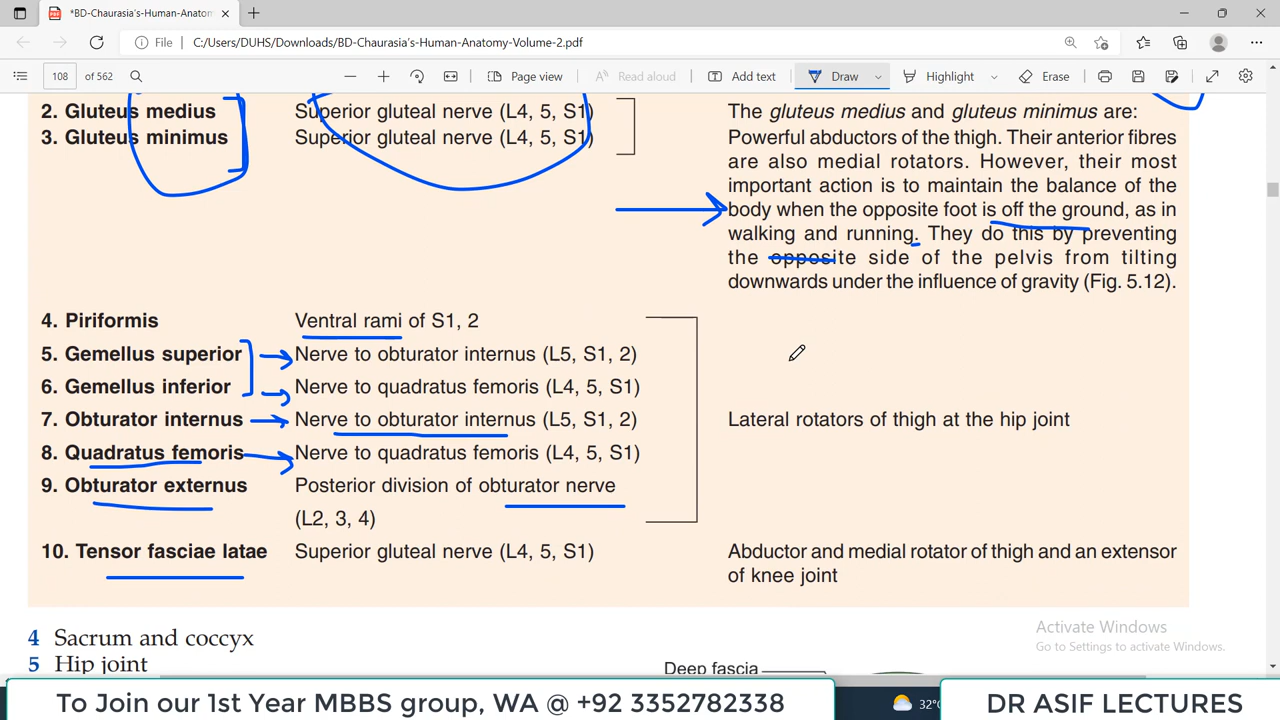 *BD-Chaurasia's-Human-Anatom
File
C:/Users/DUHS/Downloads/BD-Chaurasia's-Human-Anatomy-Volume-2.pdf
108 of 562
Page view
Read aloud
Add text
Draw
Highlight
Erase
2. Gluteus medius Superior gluteal nerve (L4, 5, S1) The gluteus medius and gluteus minimus are:
3. Gluteus minimus Superior gluteal nerve (L4, 5, S1) Powerful abductors of the thigh. Their anterior fibres
are also medial rotators. However, their most
important action is to maintain the balance of the
body when the opposite foot is off the ground, as in
walking and running. They do this by preventing
the opposite side of the pelvis from tilting
downwards under the influence of gravity (Fig. 5.12).
4. Piriformis Ventral rami of S1, 2
5. Gemellus superior Nerve to obturator internus (L5, S1, 2)
6. Gemellus inferior Nerve to quadratus femoris (L4, 5, S1)
7. Obturator internus Nerve to obturator internus (L5, S1, 2) Lateral rotators of thigh at the hip joint
8. Quadratus femoris Nerve to quadratus femoris (L4, 5, S1)
9. Obturator externus Posterior division of obturator nerve
(L2, 3, 4)
10. Tensor fasciae latae Superior gluteal nerve (L4, 5, S1) Abductor and medial rotator of thigh and an extensor
of knee joint
4 Sacrum and coccyx
5 Hip joint
Deep fascia
Activate Windows
Go to Settings to activate Windows.
To Join our 1st Year MBBS group, WA @ +92 3352782338
32°
DR ASIF LECTURES